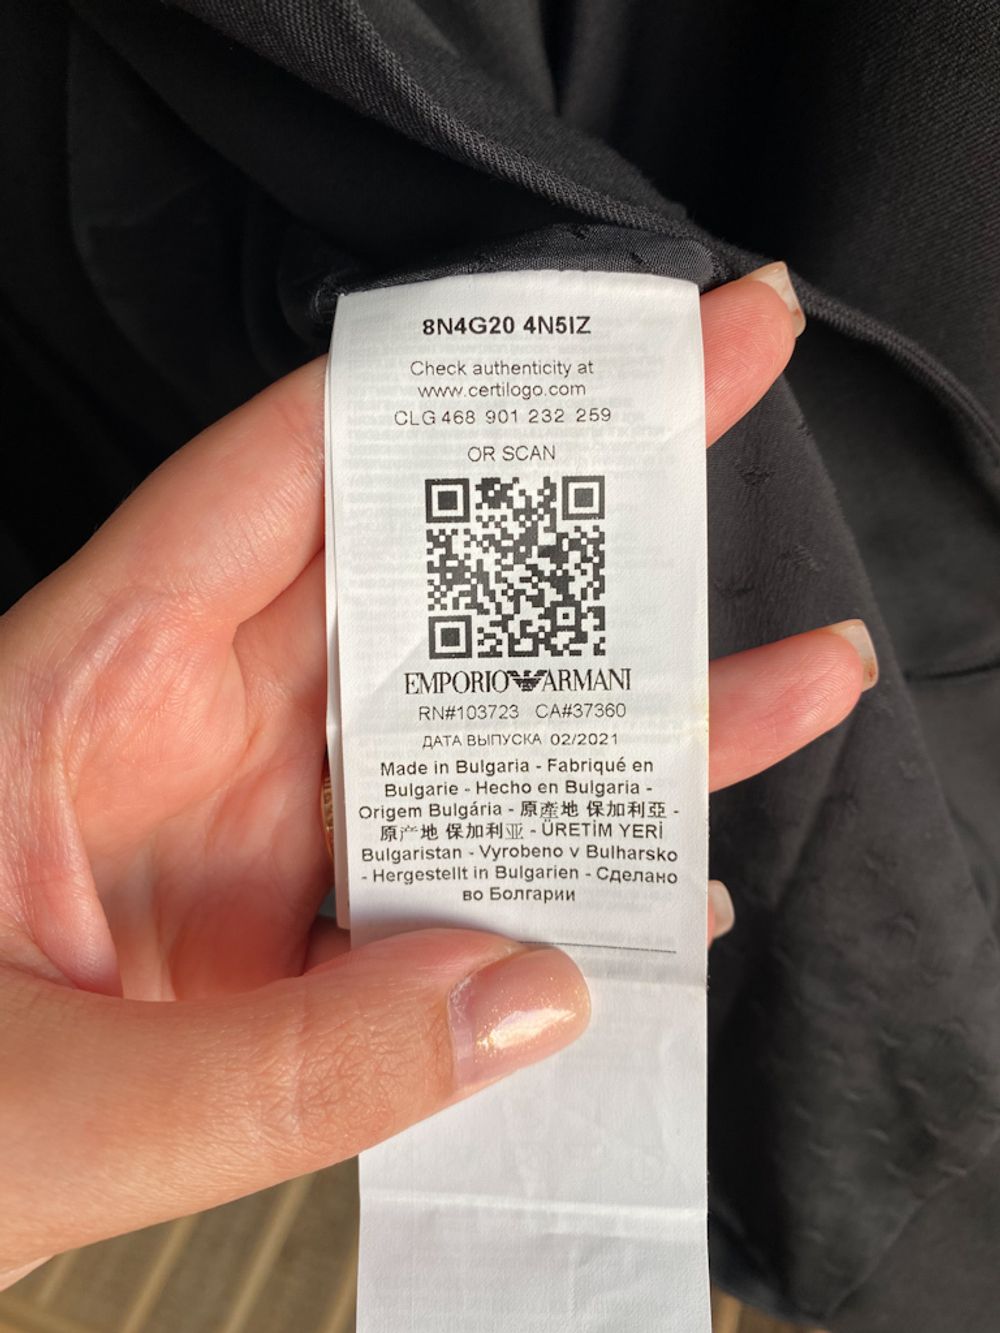 8N4G20 4N5IZ
Check authenticity at
www.certilogo.com
CLG 468 901 232 259
OR SCAN
EMPORIO ARMANI
RN#103723 CA#37360
ДАТА ВЫПУСКА 02/2021
Made in Bulgaria - Fabriqué en
Bulgarie - Hecho en Bulgaria -
Origem Bulgária - 原產地 保加利亞 -
原产地 保加利亚 - ÜRETİM YERİ
Bulgaristan - Vyrobeno v Bulharsko
- Hergestellt in Bulgarien - Сделано
во Болгарии